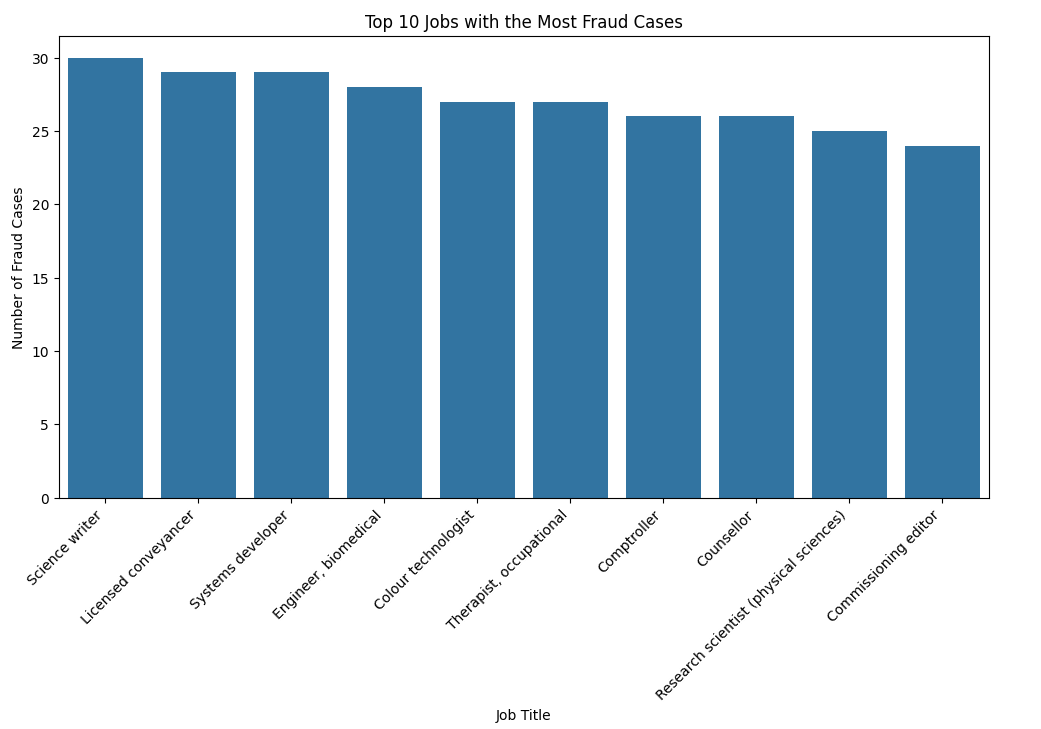 Top 10 Jobs with the Most Fraud Cases
Number of Fraud Cases
30
25
20
15
10
5
0
Science writer
Licensed conveyancer
Systems developer
Engineer, biomedical
Colour technologist
Therapist, occupational
Comptroller
Counsellor
Research scientist (physical sciences)
Commissioning editor
Job Title